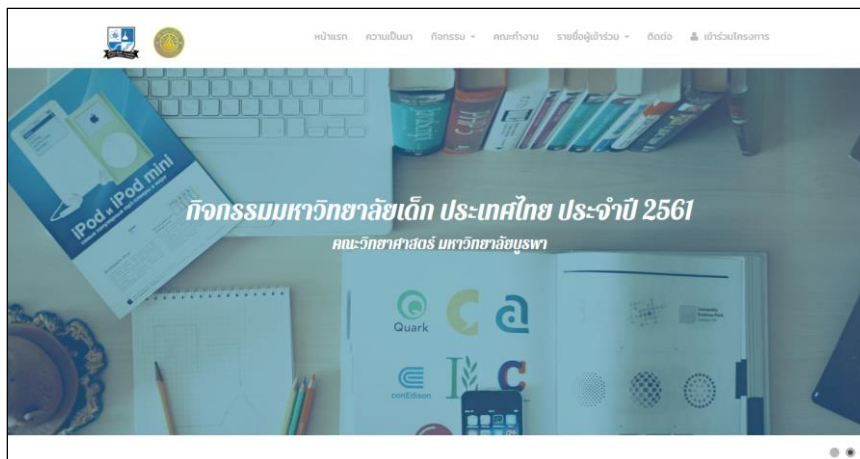 หน้าแรก ความเป็นมา กิจกรรม คณะทำงาน รายชื่อผู้เข้าร่วม ติดต่อ เข้าร่วมโครงการ
iPod и iPod mini
กิจกรรมมหาวิทยาลัยเด็ก ประเทศไทย ประจำปี 2561
คณะวิทยาศาสตร์ มหาวิทยาลัยบูรพา
Quark
conEdison